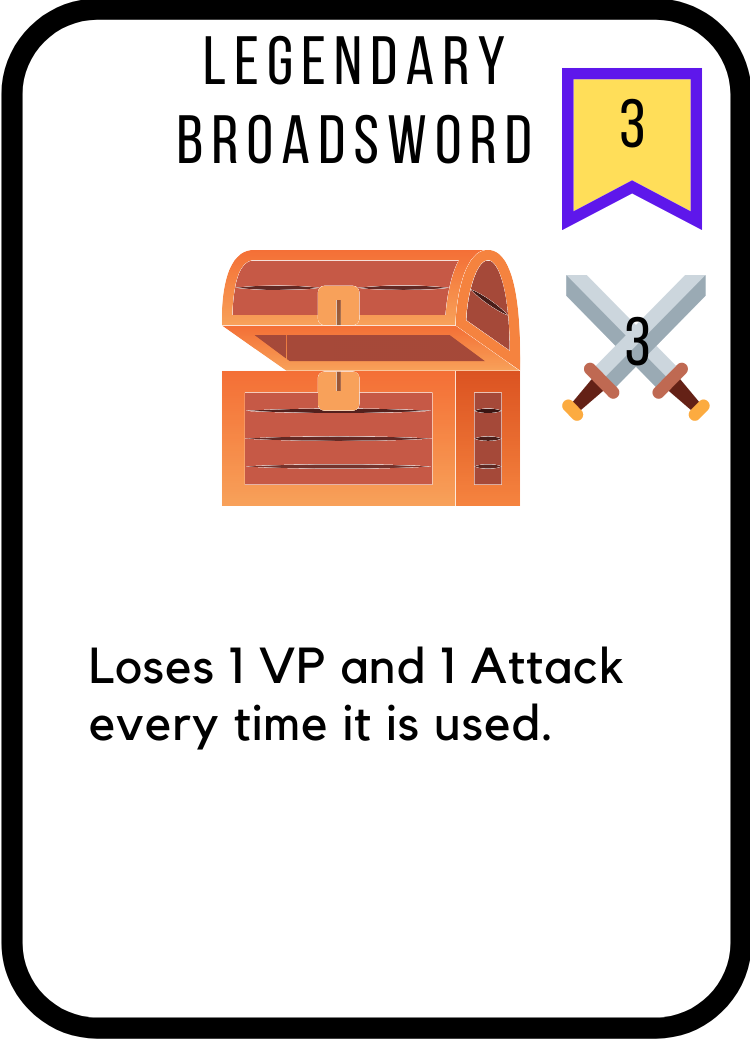 LEGENDARY
BROADSWORD
3
3
Loses 1 VP and 1 Attack
every time it is used.